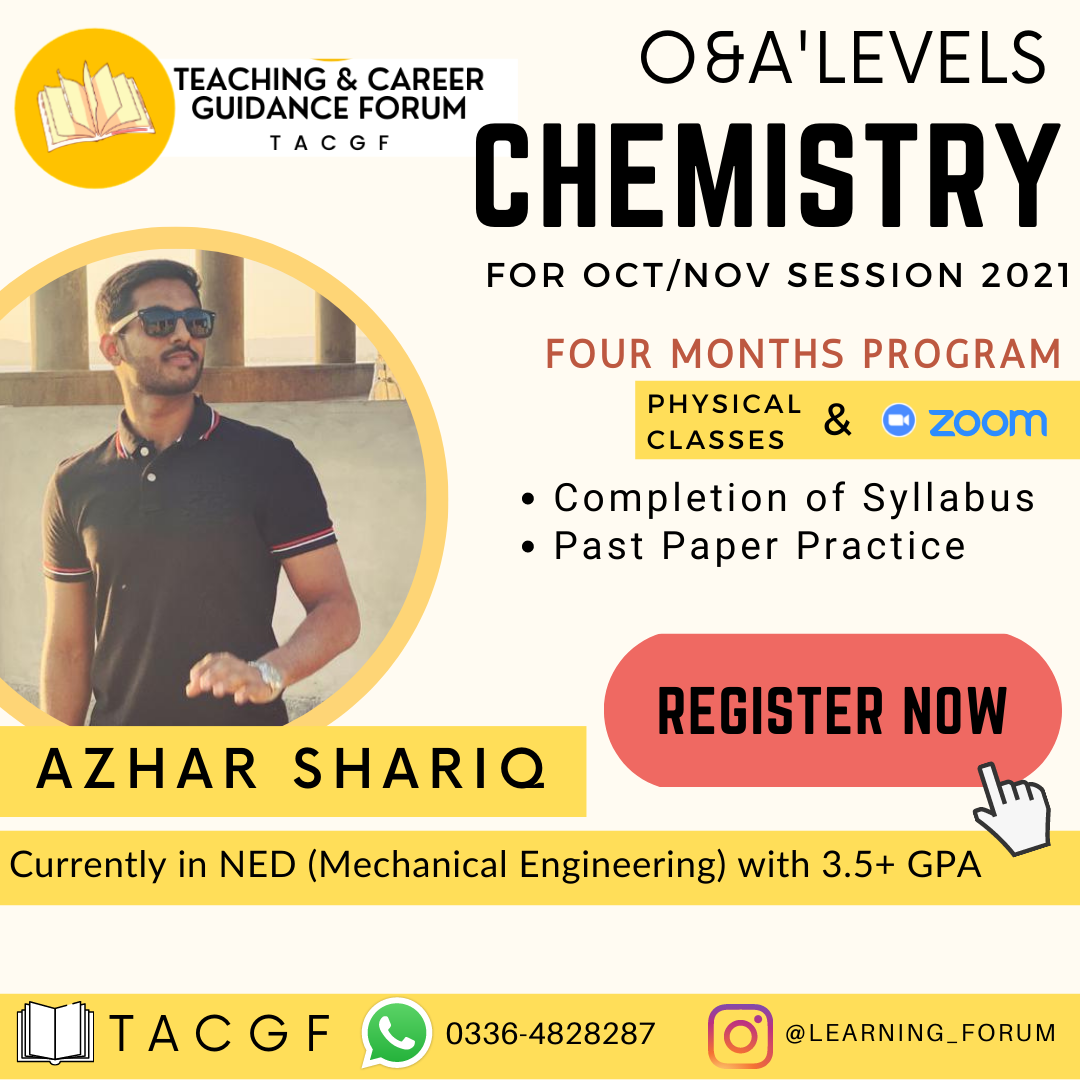 TEACHING & CAREER
GUIDANCE FORUM
TACGF
O&A'LEVELS
CHEMISTRY
FOR OCT/NOV SESSION 2021
FOUR MONTHS PROGRAM
PHYSICAL
CLASSES
& zoom
• Completion of Syllabus
• Past Paper Practice
REGISTER NOW
AZHAR SHARIQ
Currently in NED (Mechanical Engineering) with 3.5+ GPA
TACGF 0336-4828287 @LEARNING_FORUM